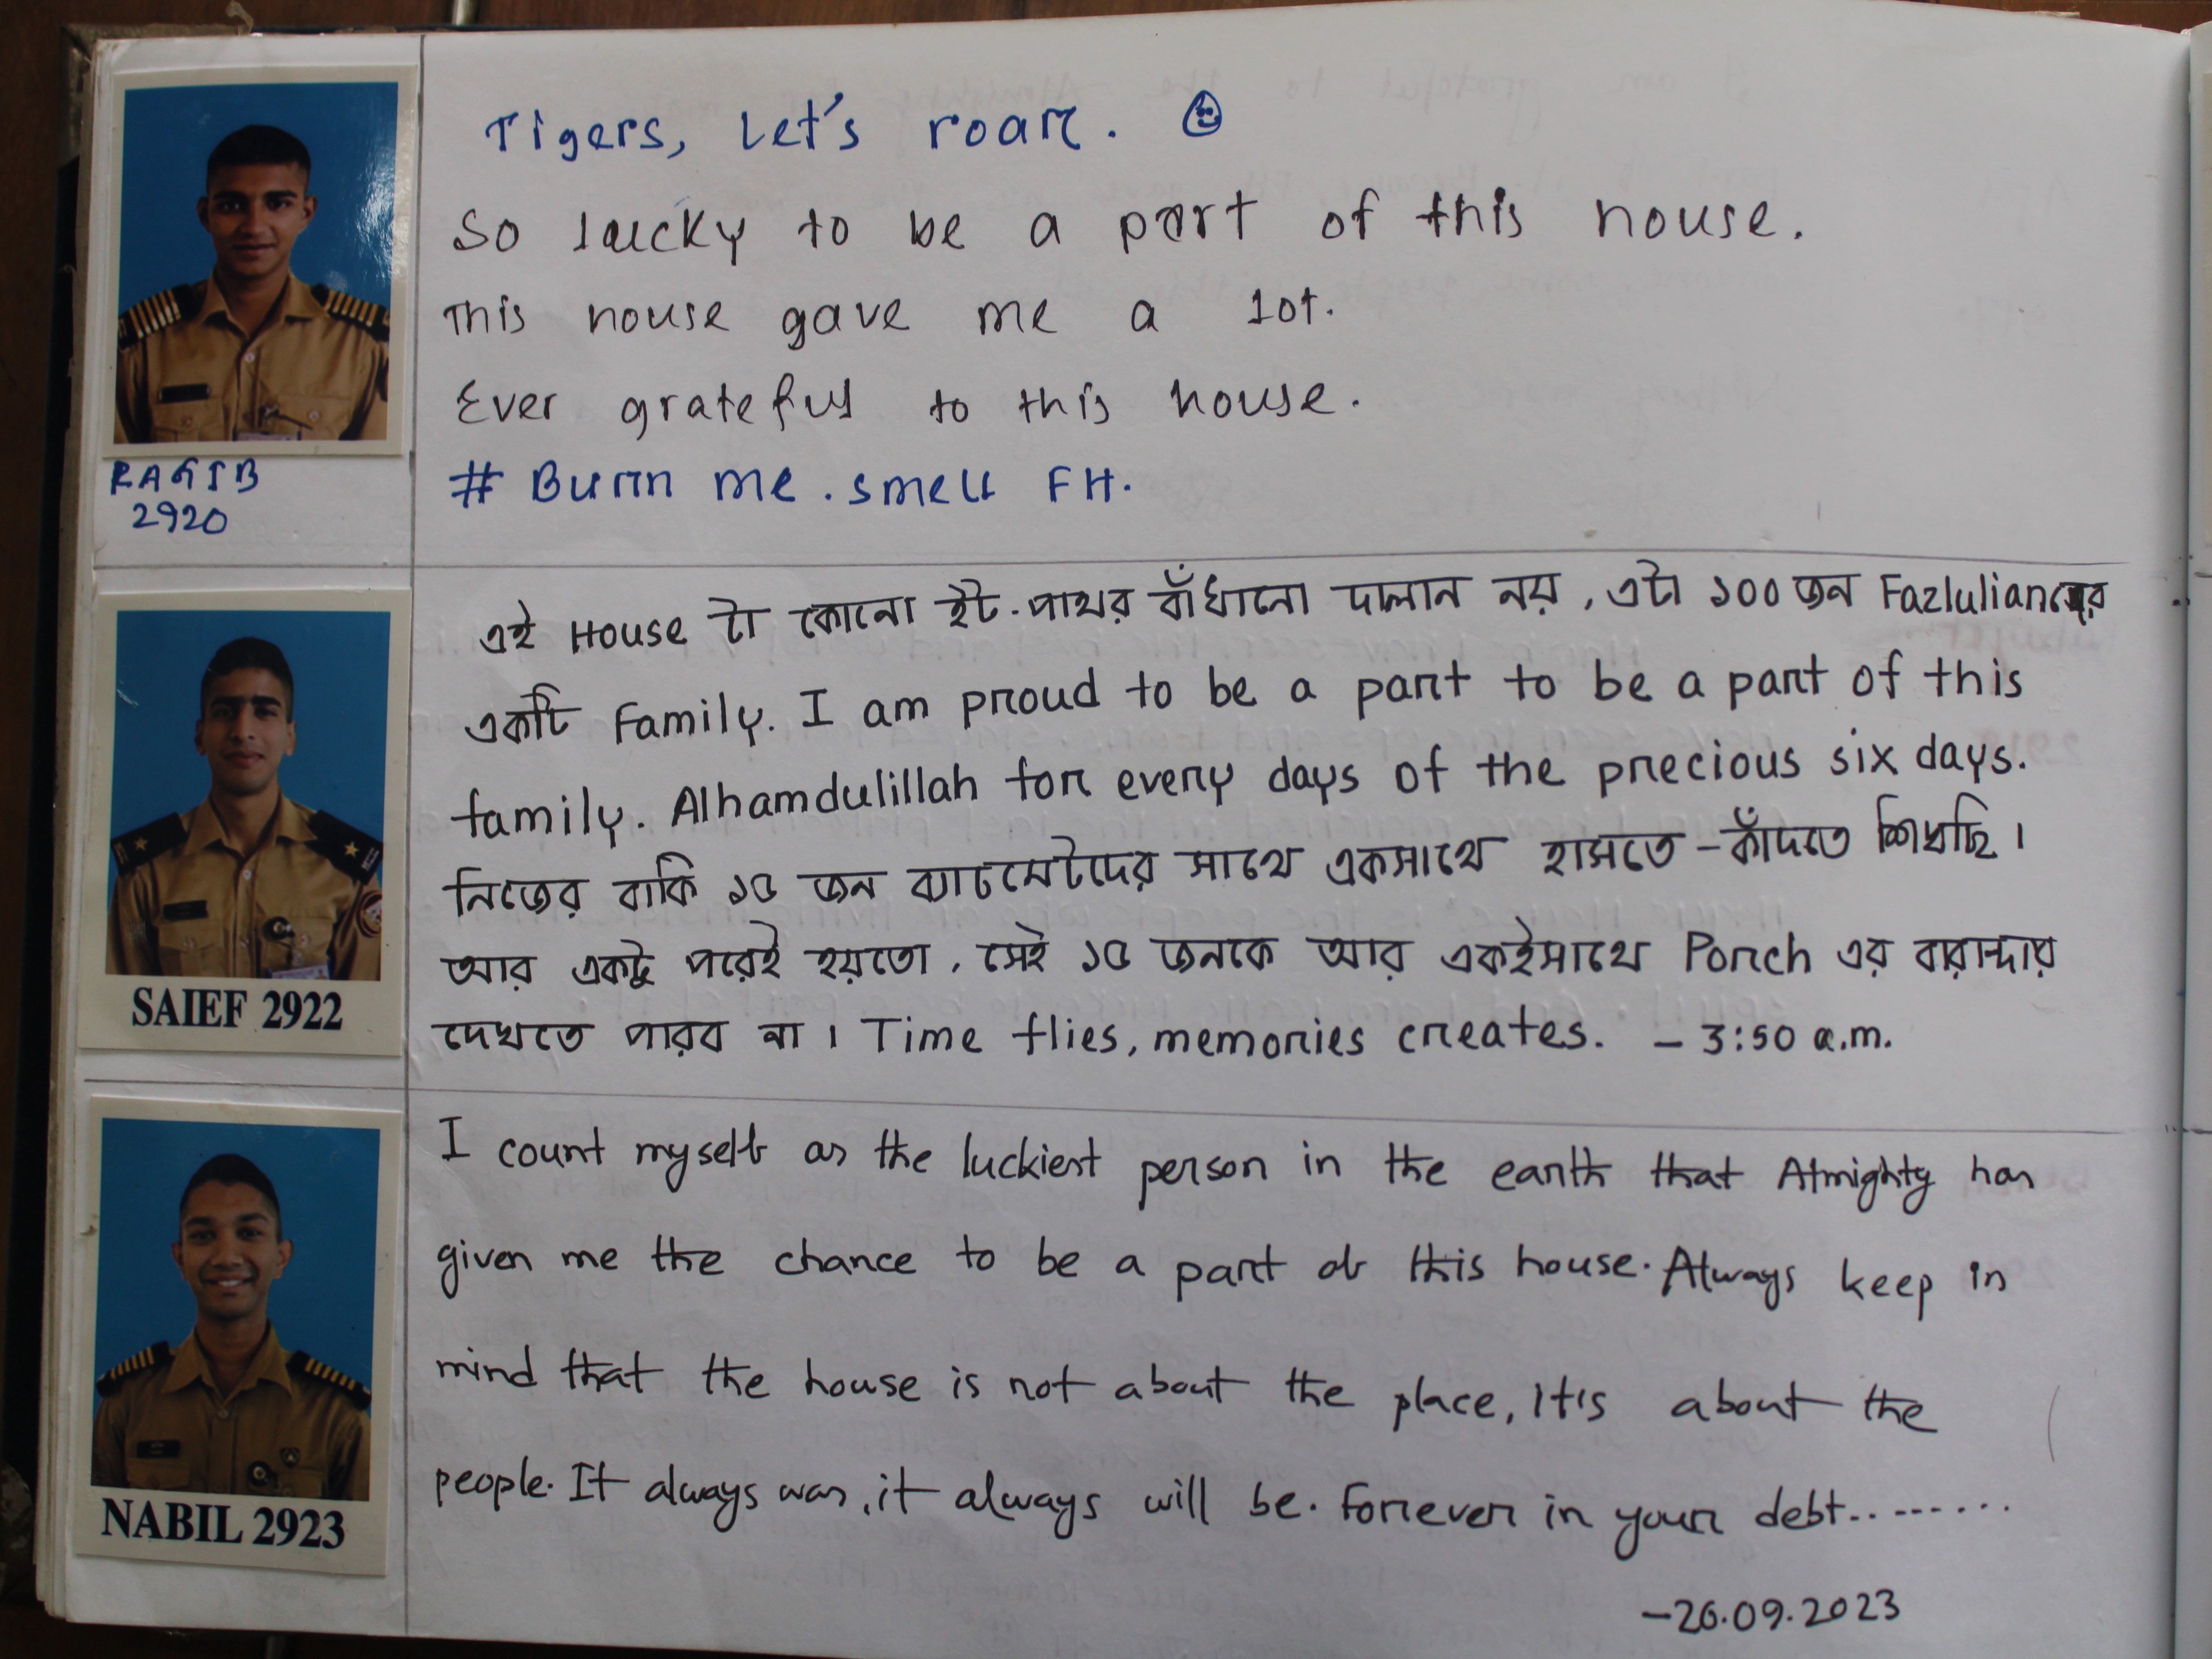 Tigers, Let's roar. ☺
So lucky to be a part of this house.
This house gave me a lot.
Ever grateful to this house.
# Burn me. smell FH.
RAGIB
2920
এই House টা কোনো ইট-পাথর বাঁধানো দালান নয়, এটা ১০০ জন Fazlulianদের
একটি Family. I am proud to be a part to be a part of this
family. Alhamdulillah for every days of the precious six days.
নিজের বাকি ১৫ জন ব্যাচমেটদের সাথে একসাথে হাসতে-কাঁদতে শিখছি।
আর একটু পরেই হয়তো, সেই ১৫ জনকে আর একইসাথে Porch এর বারান্দায়
দেখতে পারব না। Time flies, memories creates. - 3:50 a.m.
SAIEF 2922
I count myself as the luckiest person in the earth that Almighty has
given me the chance to be a part of this house. Always keep in
mind that the house is not about the place, it's about the
people. It always was, it always will be. Forever in your debt.........
-26.09.2023
NABIL 2923